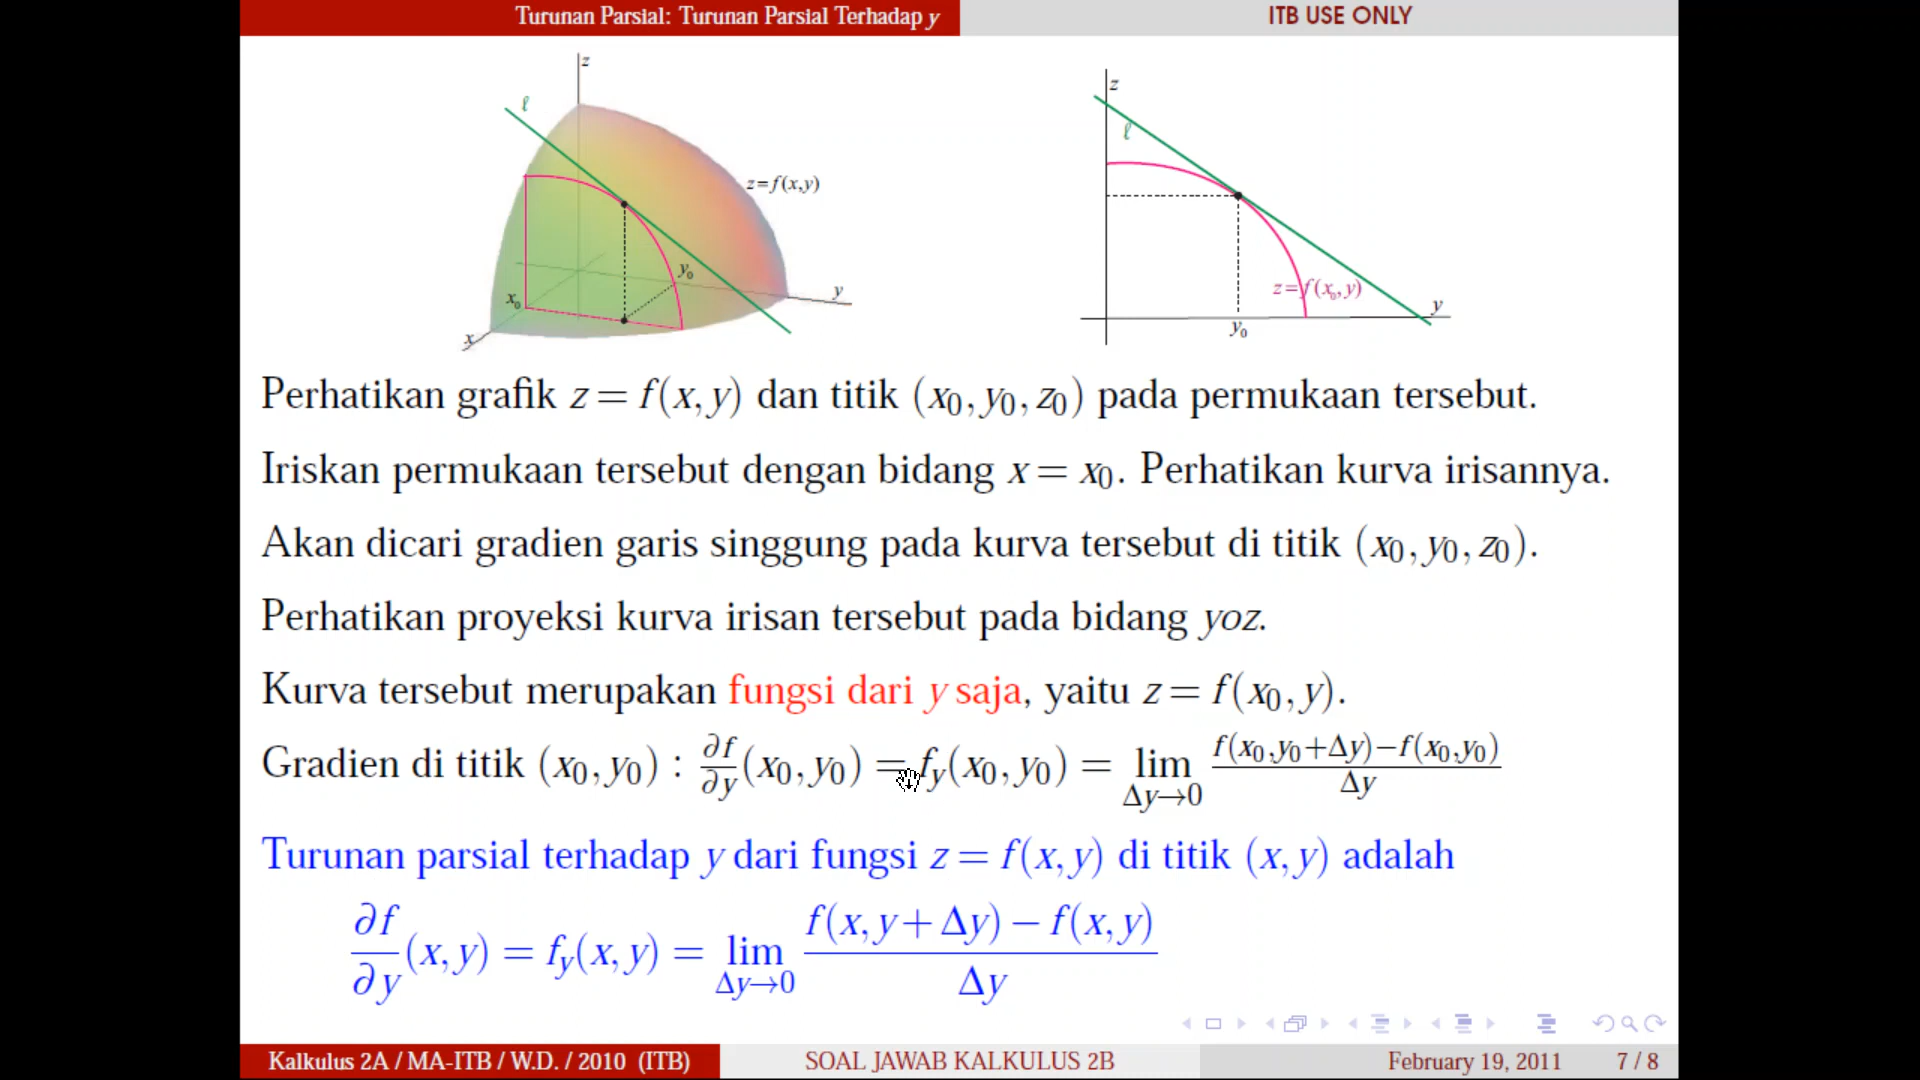 Turunan Parsial: Turunan Parsial Terhadap y
ITB USE ONLY
z
ℓ
z=f(x,y)
y₀
x₀
y
x
z
ℓ
z=f(x₀,y)
y
y₀
Perhatikan grafik z = f(x,y) dan titik (x₀,y₀,z₀) pada permukaan tersebut.
Iriskan permukaan tersebut dengan bidang x = x₀. Perhatikan kurva irisannya.
Akan dicari gradien garis singgung pada kurva tersebut di titik (x₀,y₀,z₀).
Perhatikan proyeksi kurva irisan tersebut pada bidang yoz.
Kurva tersebut merupakan fungsi dari y saja, yaitu z = f(x₀,y).
Gradien di titik (x₀,y₀) : ∂f/∂y (x₀,y₀) = f_y(x₀,y₀) = lim Δy→0 f(x₀,y₀+Δy)−f(x₀,y₀) / Δy
Turunan parsial terhadap y dari fungsi z = f(x,y) di titik (x,y) adalah
∂f/∂y (x,y) = f_y(x,y) = lim Δy→0 f(x,y+Δy) − f(x,y) / Δy
Kalkulus 2A / MA-ITB / W.D. / 2010 (ITB)
SOAL JAWAB KALKULUS 2B
February 19, 2011
7 / 8